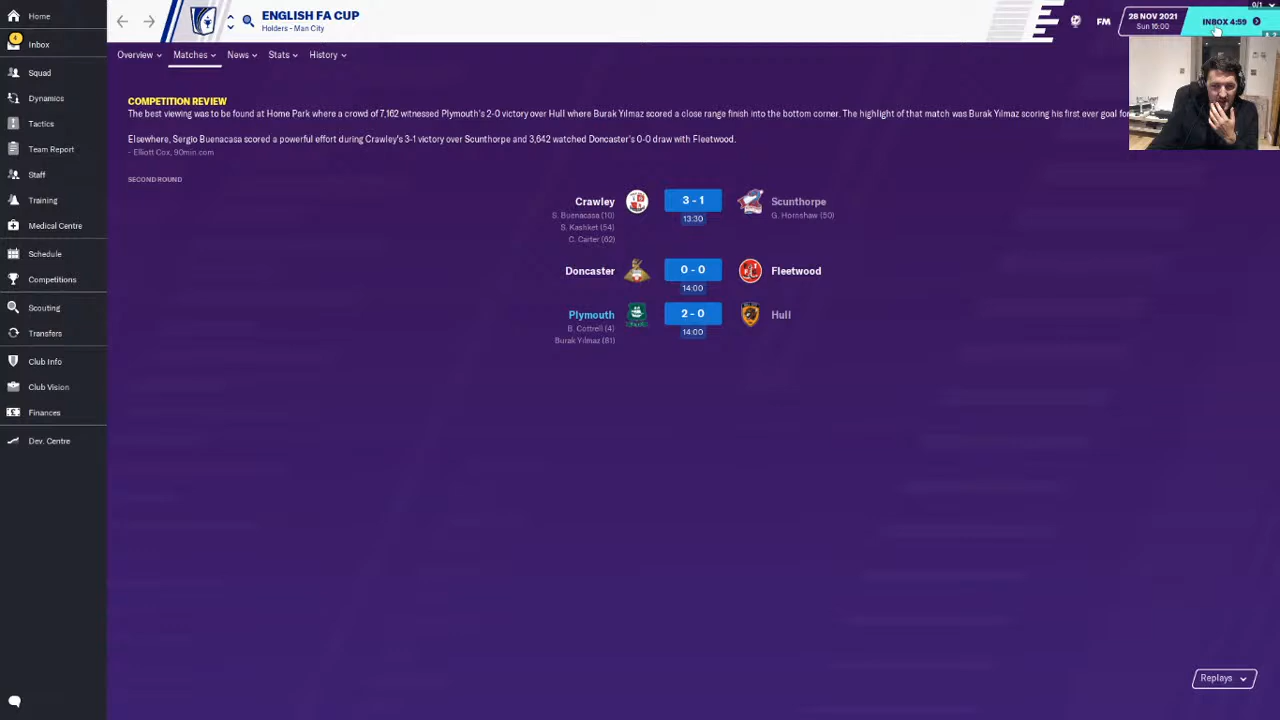 Home
ENGLISH FA CUP
Holders - Man City
FM
28 NOV 2021
Sun 16:00
INBOX 4:59
0/1
4
Inbox
Overview
Matches
News
Stats
History
Squad
Dynamics
Tactics
Team Report
Staff
Training
Medical Centre
Schedule
Competitions
Scouting
Transfers
Club Info
Club Vision
Finances
Dev. Centre
COMPETITION REVIEW
The best viewing was to be found at Home Park where a crowd of 7,162 witnessed Plymouth's 2-0 victory over Hull where Burak Yılmaz scored a close range finish into the bottom corner. The highlight of that match was Burak Yılmaz scoring his first ever goal for
Elsewhere, Sergio Buenacasa scored a powerful effort during Crawley's 3-1 victory over Scunthorpe and 3,642 watched Doncaster's 0-0 draw with Fleetwood.
- Elliott Cox, 90min.com
SECOND ROUND
Crawley 3 - 1 Scunthorpe
S. Buenacasa (10) 13:30 G. Hornshaw (50)
S. Kashket (54)
C. Carter (62)
Doncaster 0 - 0 Fleetwood
14:00
Plymouth 2 - 0 Hull
B. Cottrell (4) 14:00
Burak Yılmaz (81)
Replays